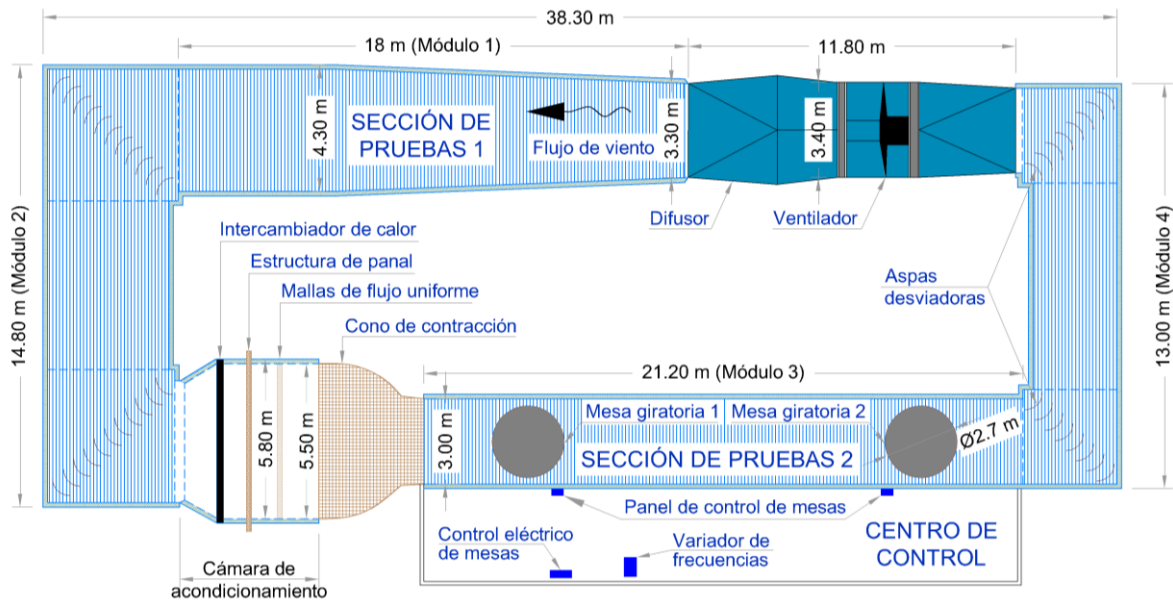 38.30 m
18 m (Módulo 1)
11.80 m
14.80 m (Módulo 2)
4.30 m
SECCIÓN DE
PRUEBAS 1
Flujo de viento
3.30 m
3.40 m
Difusor
Ventilador
13.00 m (Módulo 4)
Intercambiador de calor
Estructura de panal
Mallas de flujo uniforme
Cono de contracción
Aspas
desviadoras
21.20 m (Módulo 3)
5.80 m
5.50 m
3.00 m
Mesa giratoria 1
Mesa giratoria 2
Ø2.7 m
SECCIÓN DE PRUEBAS 2
Panel de control de mesas
Control eléctrico
de mesas
Variador de
frecuencias
CENTRO DE
CONTROL
Cámara de
acondicionamiento